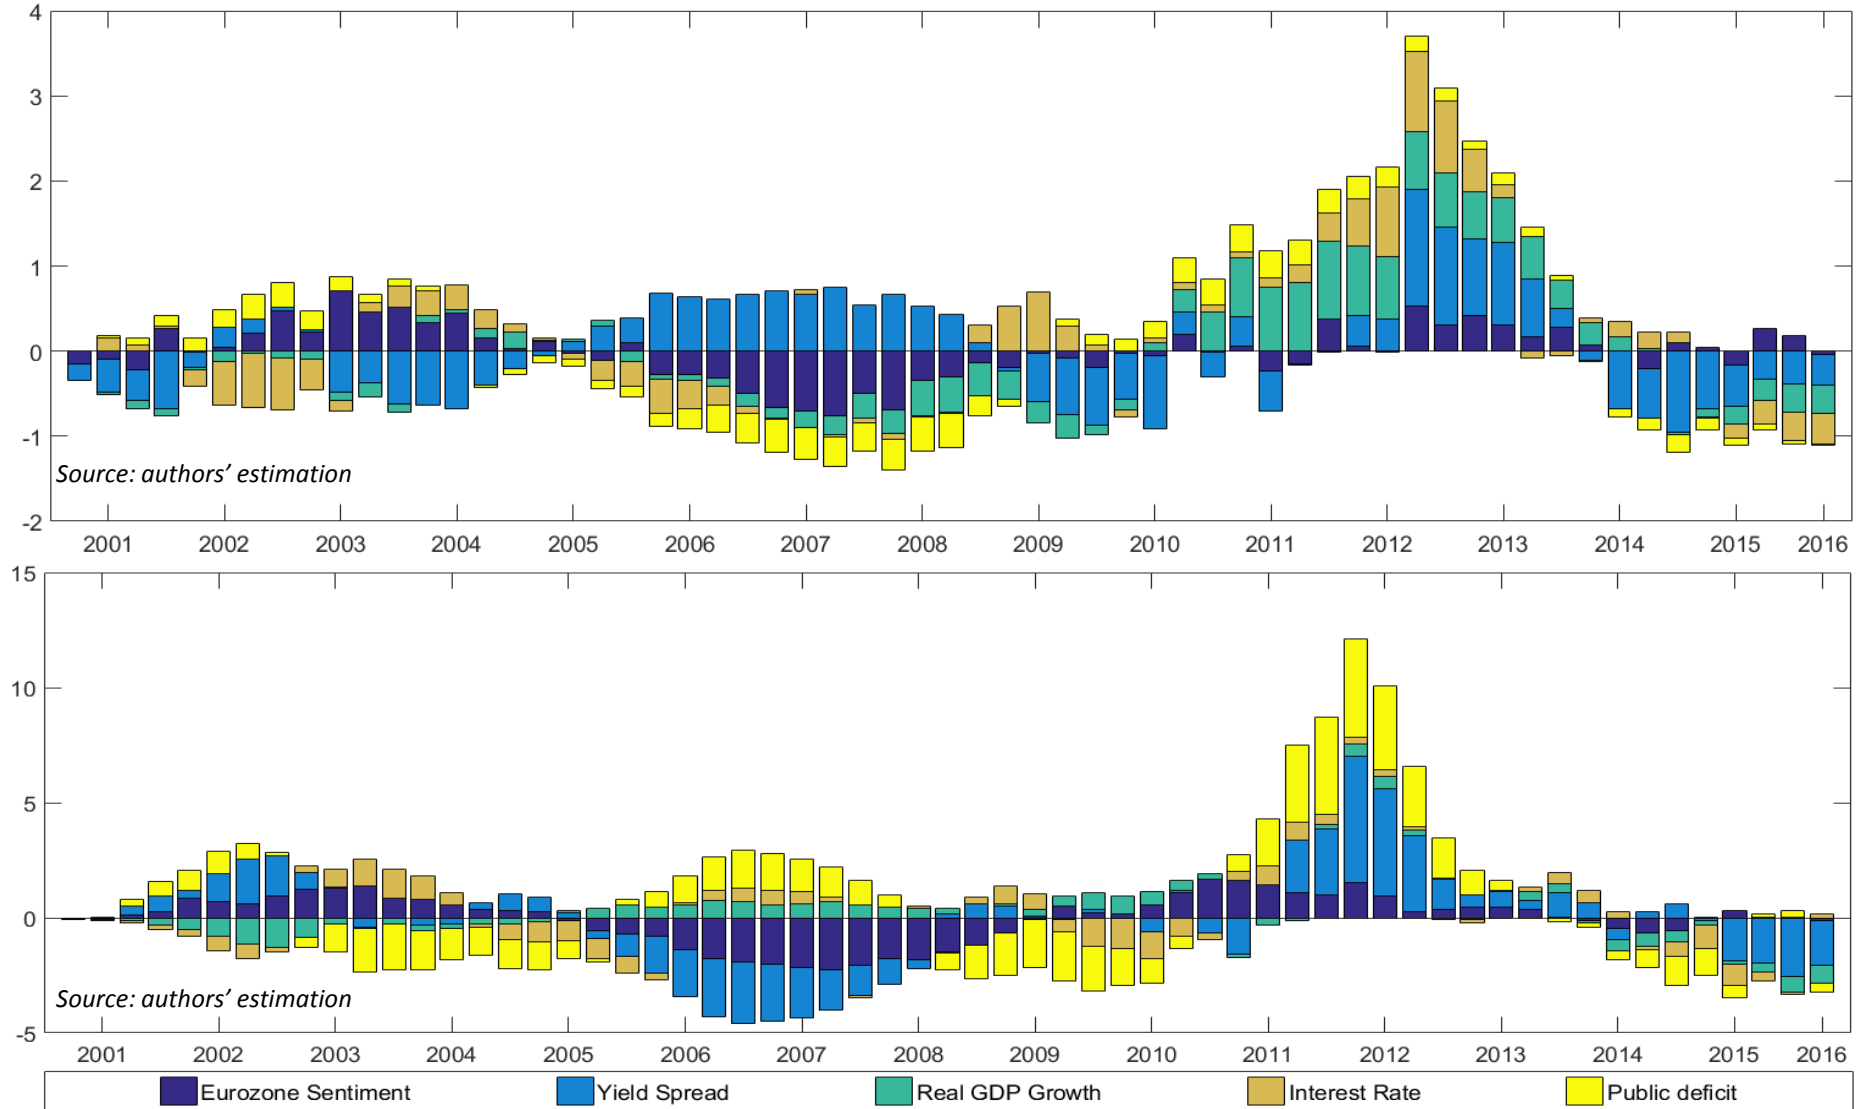 4
3
2
1
0
-1
Source: authors’ estimation
-2
2001 2002 2003 2004 2005 2006 2007 2008 2009 2010 2011 2012 2013 2014 2015 2016
15
10
5
0
Source: authors’ estimation
-5
2001 2002 2003 2004 2005 2006 2007 2008 2009 2010 2011 2012 2013 2014 2015 2016
Eurozone Sentiment Yield Spread Real GDP Growth Interest Rate Public deficit